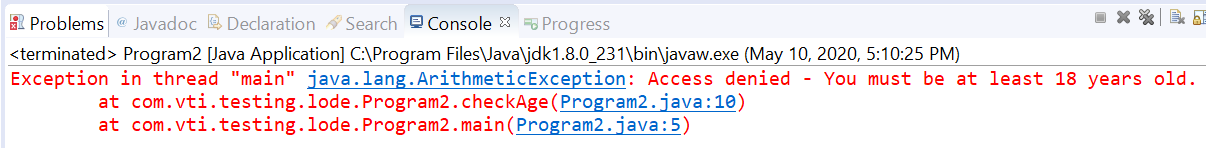 Problems @ Javadoc Declaration Search Console Progress
<terminated> Program2 [Java Application] C:\Program Files\Java\jdk1.8.0_231\bin\javaw.exe (May 10, 2020, 5:10:25 PM)
Exception in thread "main" java.lang.ArithmeticException: Access denied - You must be at least 18 years old.
at com.vti.testing.lode.Program2.checkAge(Program2.java:10)
at com.vti.testing.lode.Program2.main(Program2.java:5)